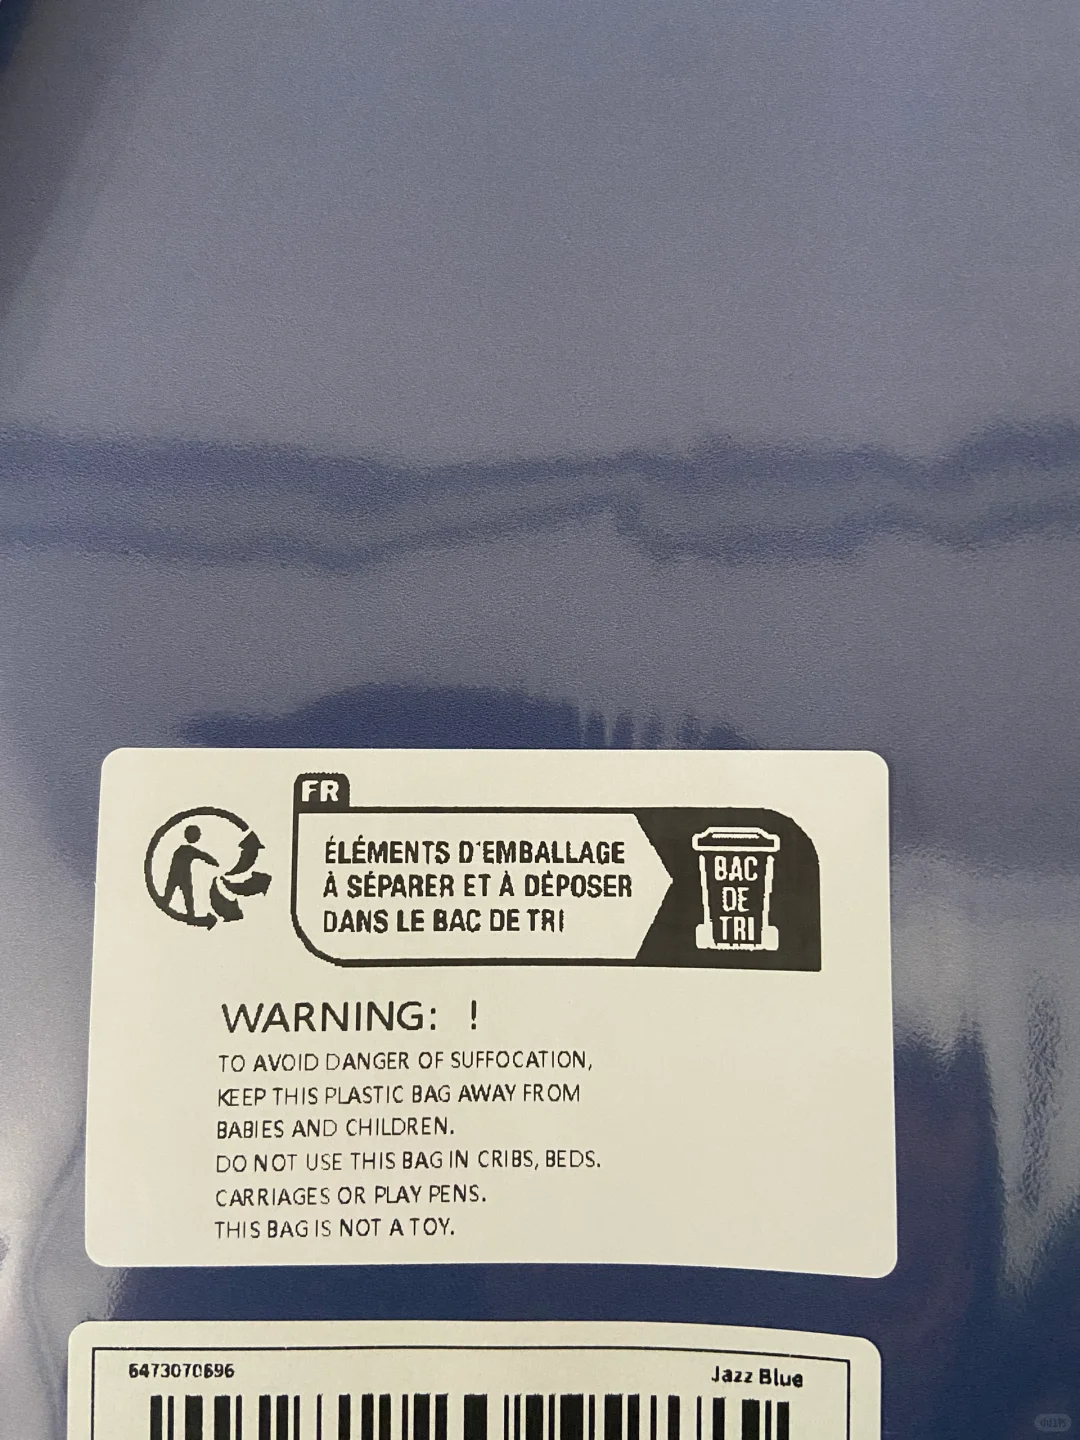 FR
ÉLÉMENTS D'EMBALLAGE
À SÉPARER ET À DÉPOSER
DANS LE BAC DE TRI
BAC
DE
TRI
WARNING: !
TO AVOID DANGER OF SUFFOCATION,
KEEP THIS PLASTIC BAG AWAY FROM
BABIES AND CHILDREN.
DO NOT USE THIS BAG IN CRIBS, BEDS.
CARRIAGES OR PLAY PENS.
THIS BAG IS NOT A TOY.
6473070696
Jazz Blue